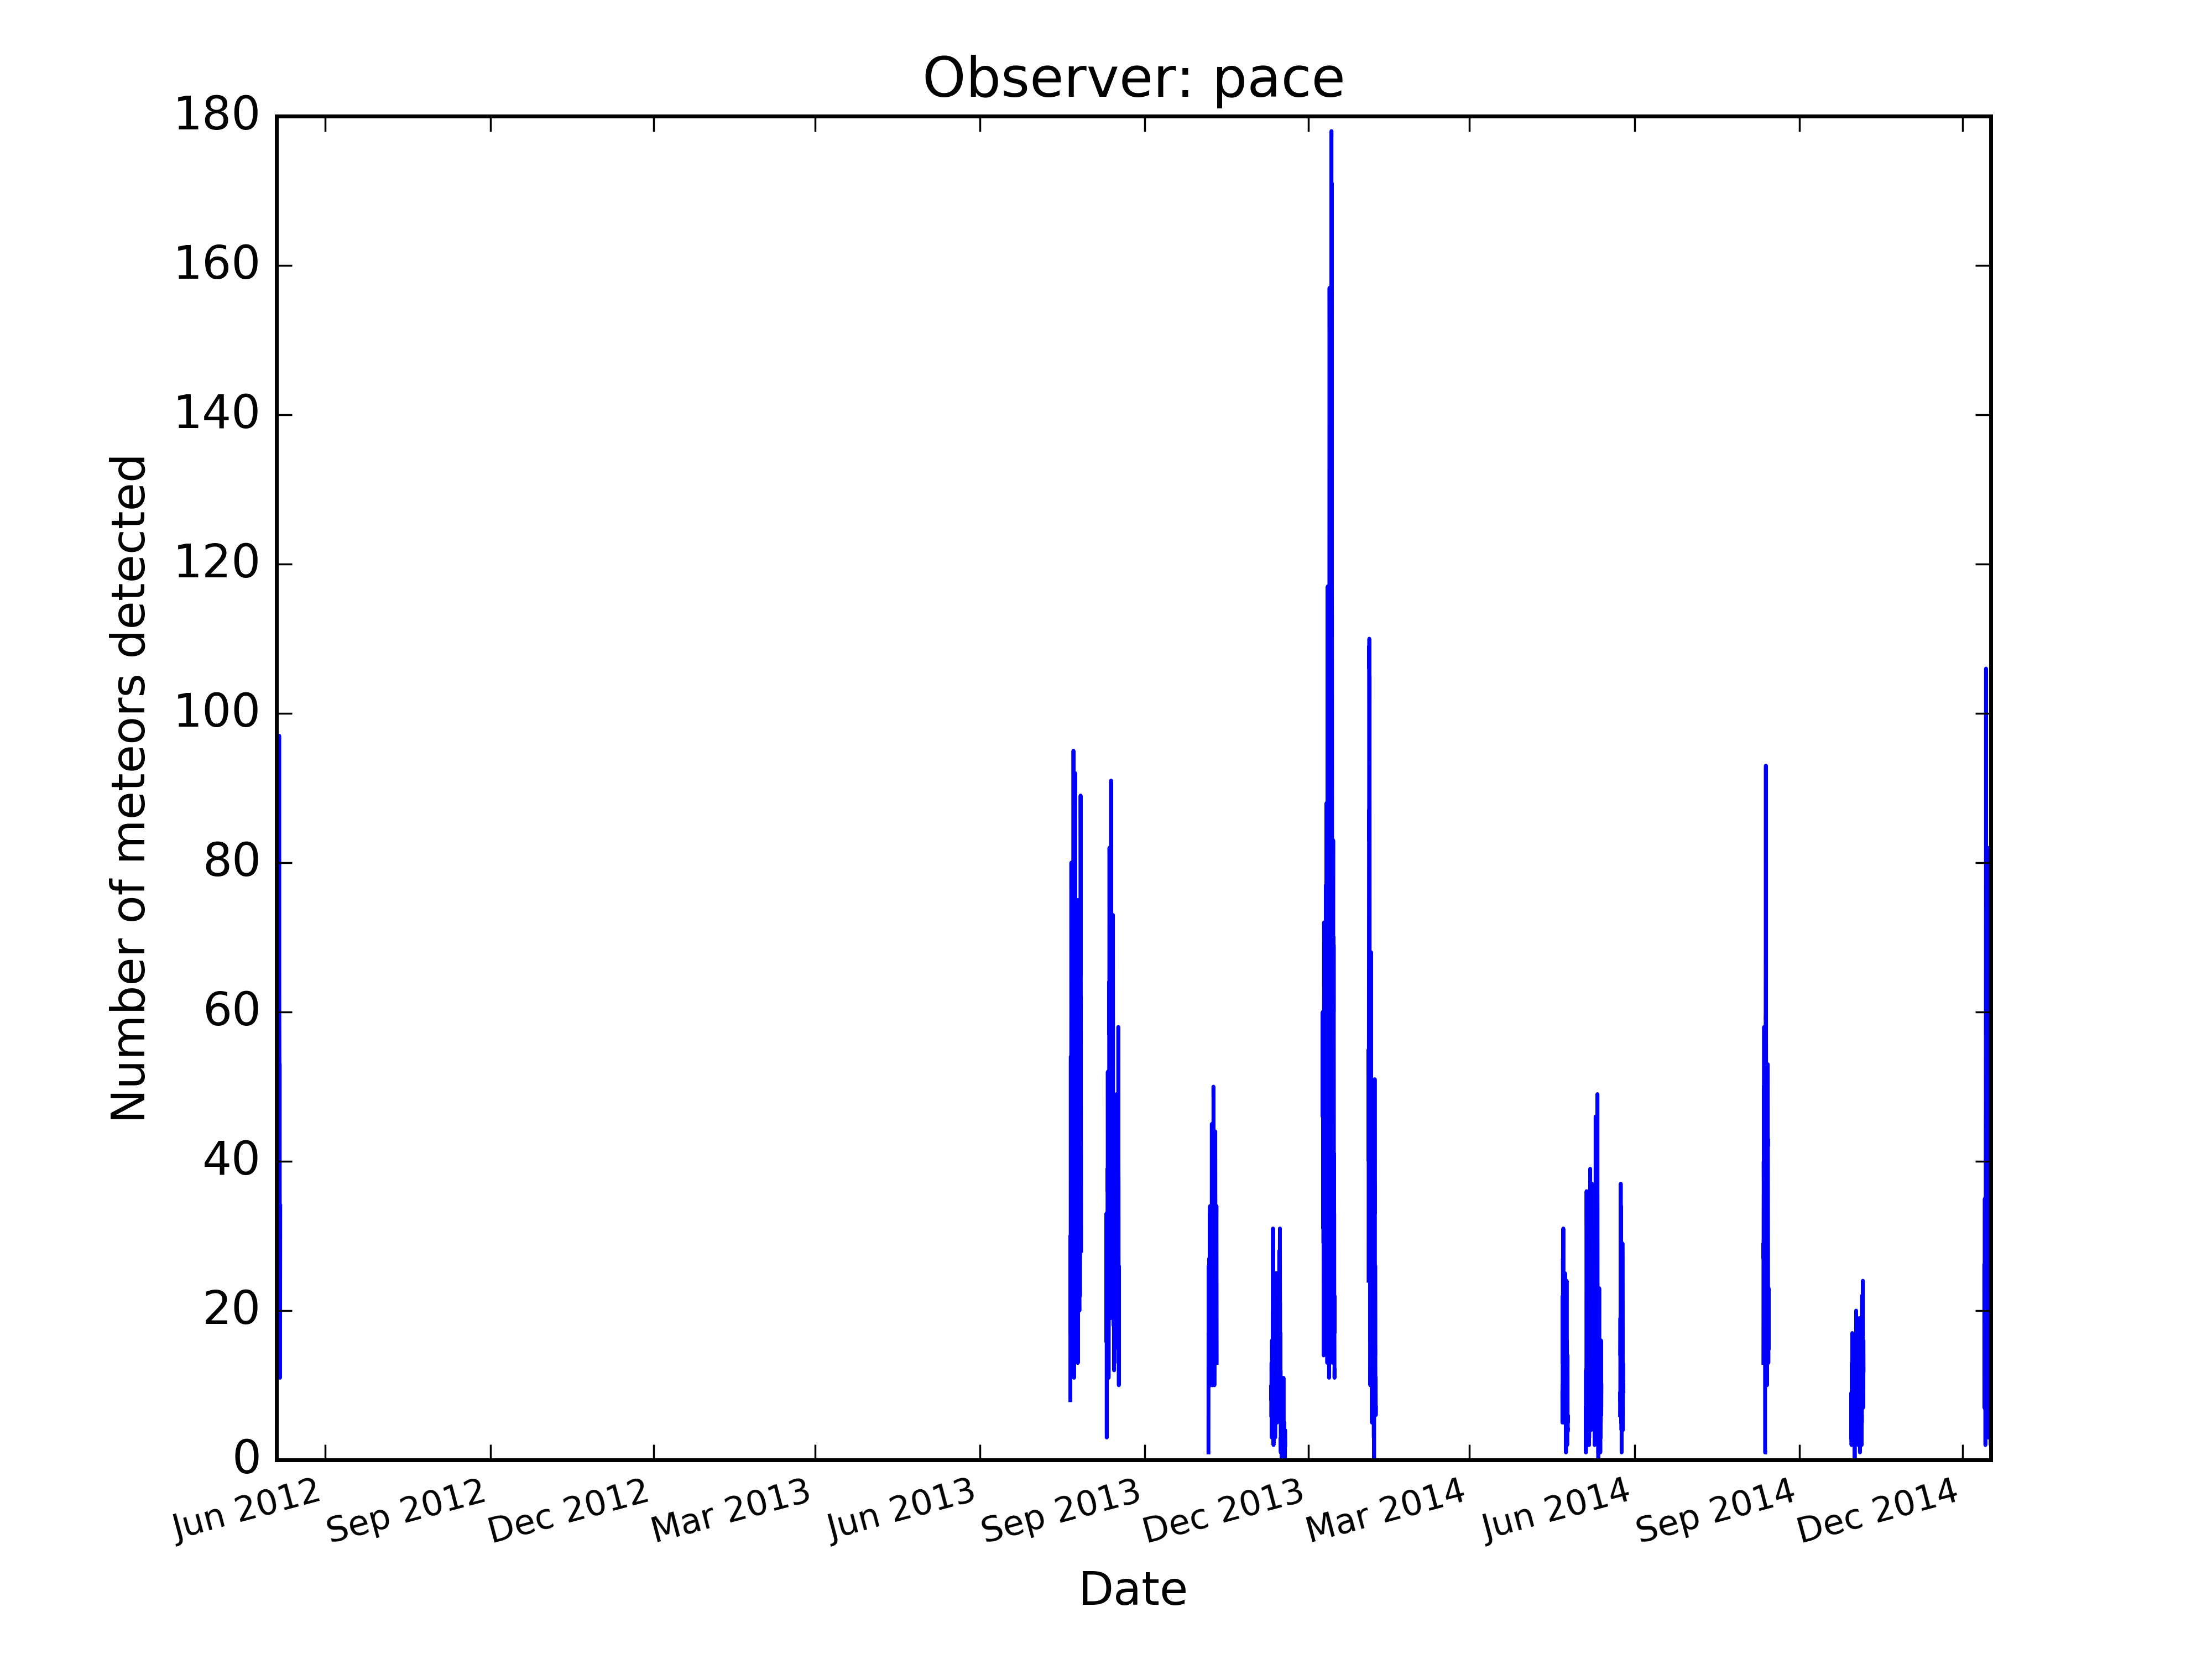 Observer: pace
180
160
140
120
100
80
60
40
20
0
Number of meteors detected
Jun 2012
Sep 2012
Dec 2012
Mar 2013
Jun 2013
Sep 2013
Dec 2013
Mar 2014
Jun 2014
Sep 2014
Dec 2014
Date